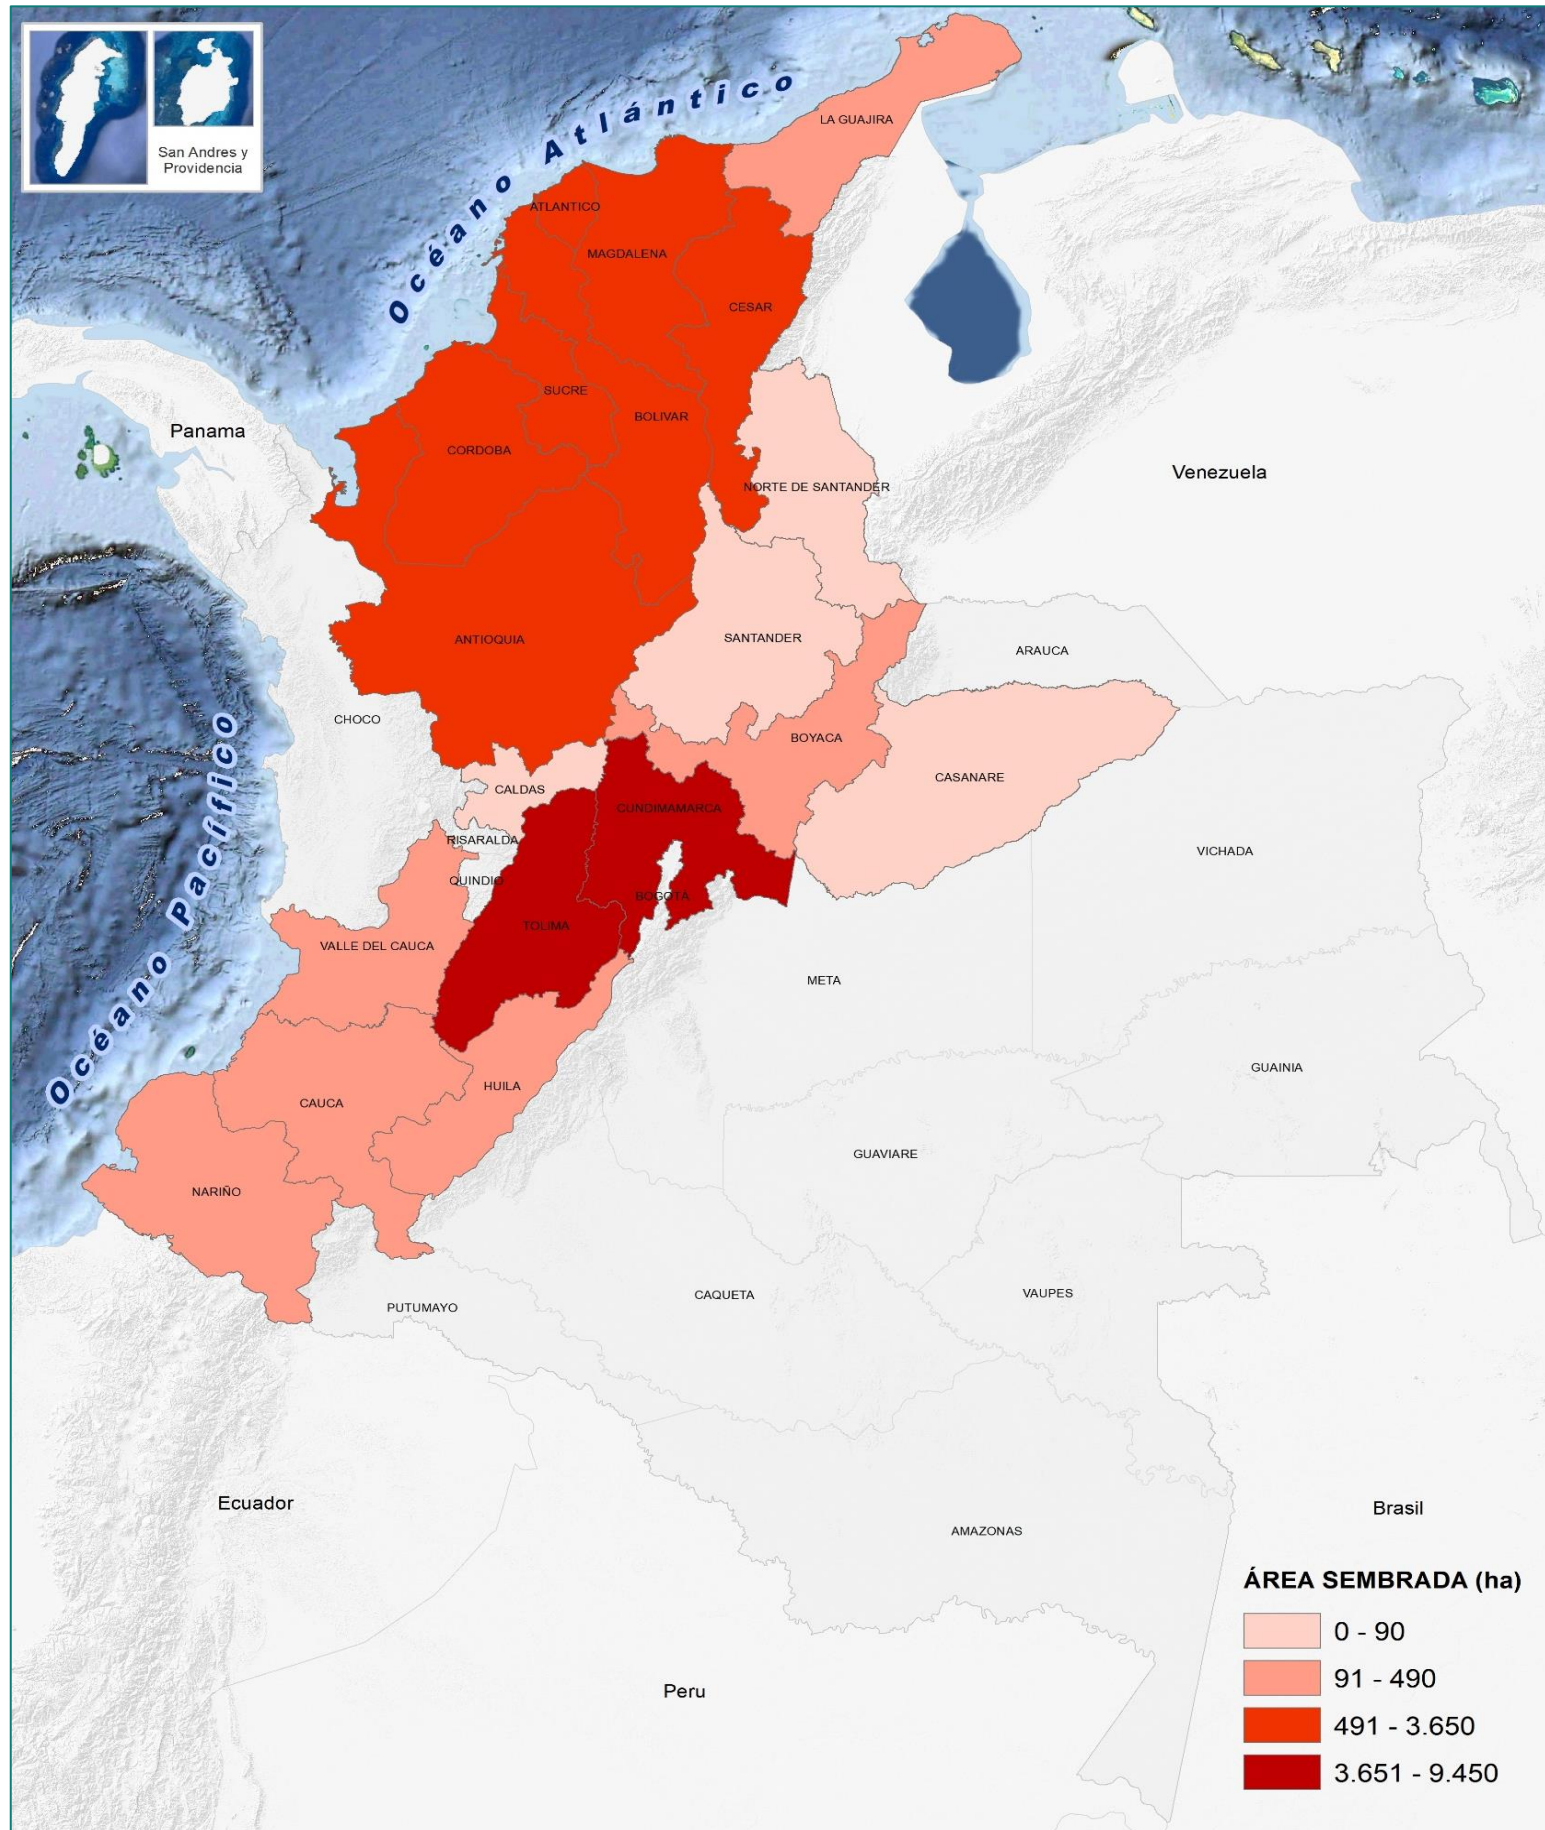 San Andres y
Providencia
Océano Atlántico
LA GUAJIRA
ATLANTICO
MAGDALENA
CESAR
SUCRE
BOLIVAR
Panama
CORDOBA
Venezuela
NORTE DE SANTANDER
ANTIOQUIA
SANTANDER
ARAUCA
CHOCO
BOYACA
CASANARE
Océano Pacífico
CALDAS
CUNDIMAMARCA
RISARALDA
VICHADA
QUINDIO
BOGOTA
TOLIMA
VALLE DEL CAUCA
META
GUAINIA
HUILA
CAUCA
GUAVIARE
NARIÑO
CAQUETA
VAUPES
PUTUMAYO
Ecuador
Brasil
AMAZONAS
Peru
ÁREA SEMBRADA (ha)
0 - 90
91 - 490
491 - 3.650
3.651 - 9.450